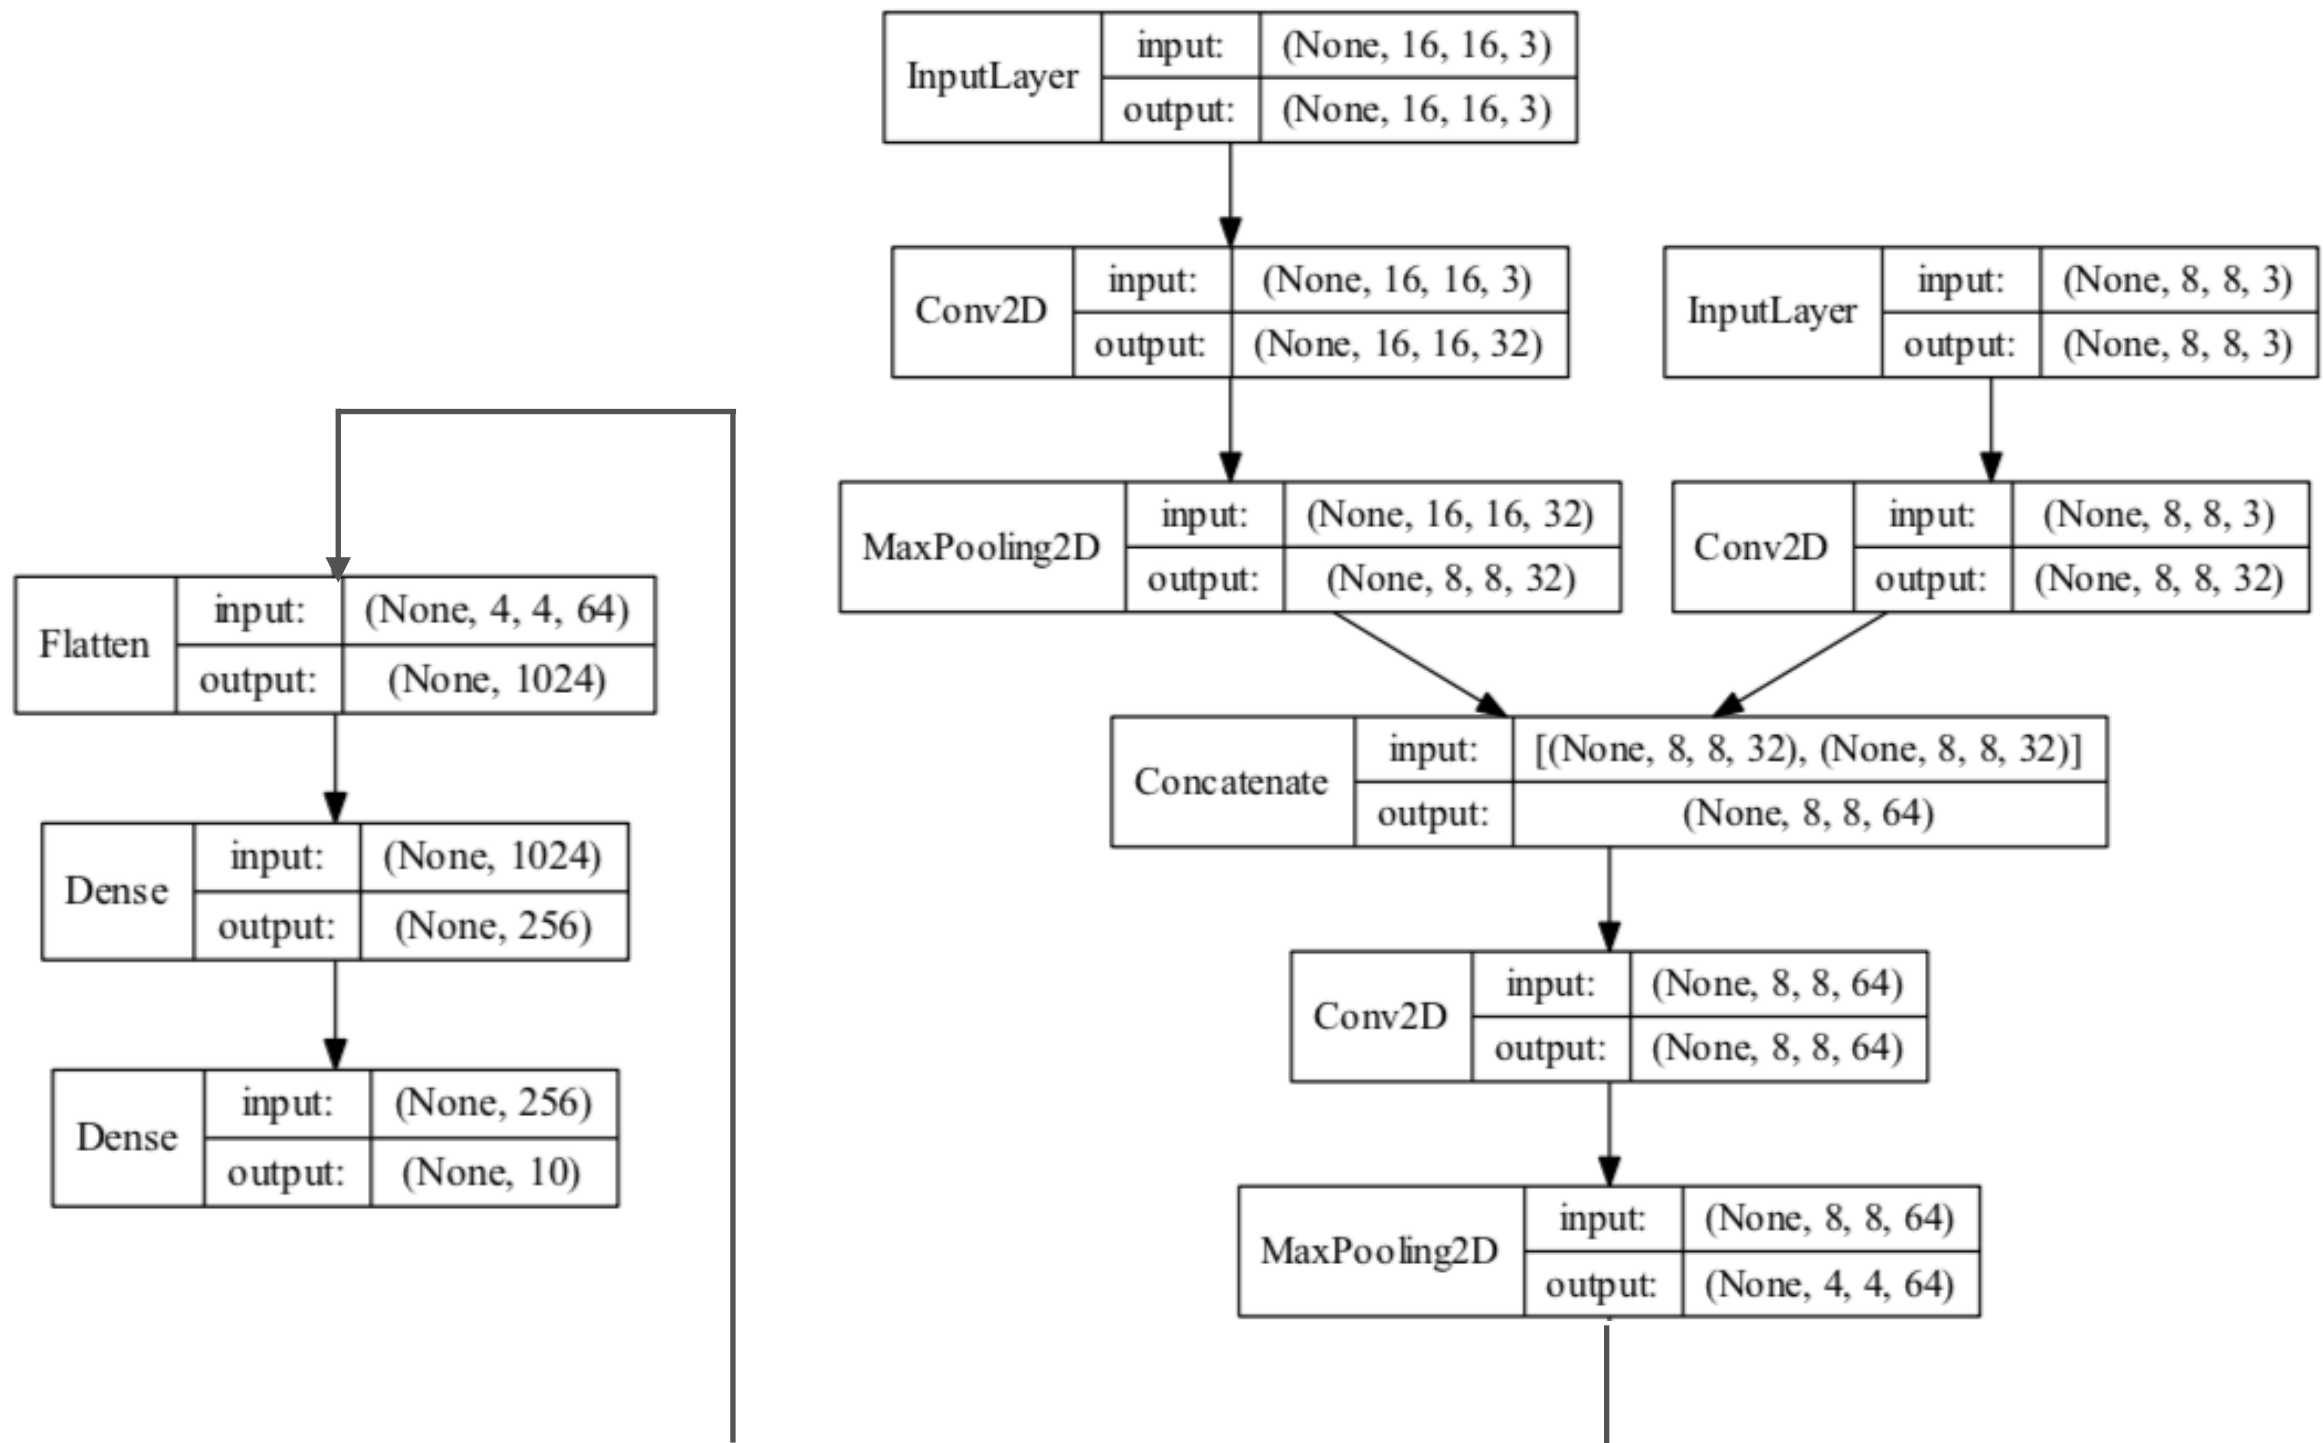 InputLayer
input: (None, 16, 16, 3)
output: (None, 16, 16, 3)
Conv2D
input: (None, 16, 16, 3)
output: (None, 16, 16, 32)
InputLayer
input: (None, 8, 8, 3)
output: (None, 8, 8, 3)
MaxPooling2D
input: (None, 16, 16, 32)
output: (None, 8, 8, 32)
Conv2D
input: (None, 8, 8, 3)
output: (None, 8, 8, 32)
Concatenate
input: [(None, 8, 8, 32), (None, 8, 8, 32)]
output: (None, 8, 8, 64)
Conv2D
input: (None, 8, 8, 64)
output: (None, 8, 8, 64)
MaxPooling2D
input: (None, 8, 8, 64)
output: (None, 4, 4, 64)
Flatten
input: (None, 4, 4, 64)
output: (None, 1024)
Dense
input: (None, 1024)
output: (None, 256)
Dense
input: (None, 256)
output: (None, 10)